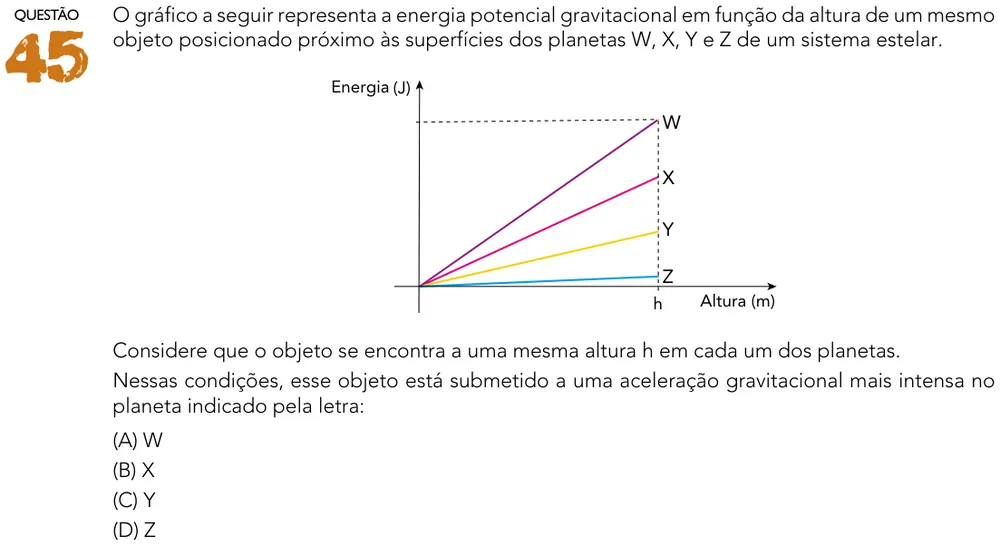 QUESTÃO
45
O gráfico a seguir representa a energia potencial gravitacional em função da altura de um mesmo
objeto posicionado próximo às superfícies dos planetas W, X, Y e Z de um sistema estelar.
Energia (J)
W
X
Y
Z
h
Altura (m)
Considere que o objeto se encontra a uma mesma altura h em cada um dos planetas.
Nessas condições, esse objeto está submetido a uma aceleração gravitacional mais intensa no
planeta indicado pela letra:
(A) W
(B) X
(C) Y
(D) Z